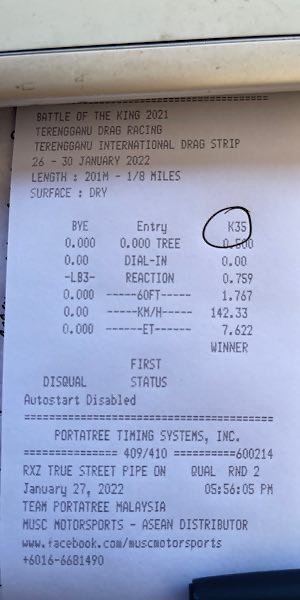 BATTLE OF THE KING 2021
TERENGGANU DRAG RACING
TERENGGANU INTERNATIONAL DRAG STRIP
26 - 30 JANUARY 2022
LENGTH : 201M - 1/8 MILES
SURFACE : DRY
BYE Entry K35
0.000 0.000 TREE 0.500
0.00 DIAL-IN 0.00
-LB3- REACTION 0.759
0.000 -----60FT----- 1.767
0.00 -----KM/H----- 142.33
0.000 ------ET------ 7.622
WINNER
FIRST
DISQUAL STATUS
Autostart Disabled
========================================
PORTATREE TIMING SYSTEMS, INC.
=============== 409/410 ==========600214
RXZ TRUE STREET PIPE ON QUAL RND 2
January 27, 2022 05:56:05 PM
TEAM PORTATREE MALAYSIA
MUSC MOTORSPORTS - ASEAN DISTRIBUTOR
www.facebook.com/muscmotorsports
+6016-6681490